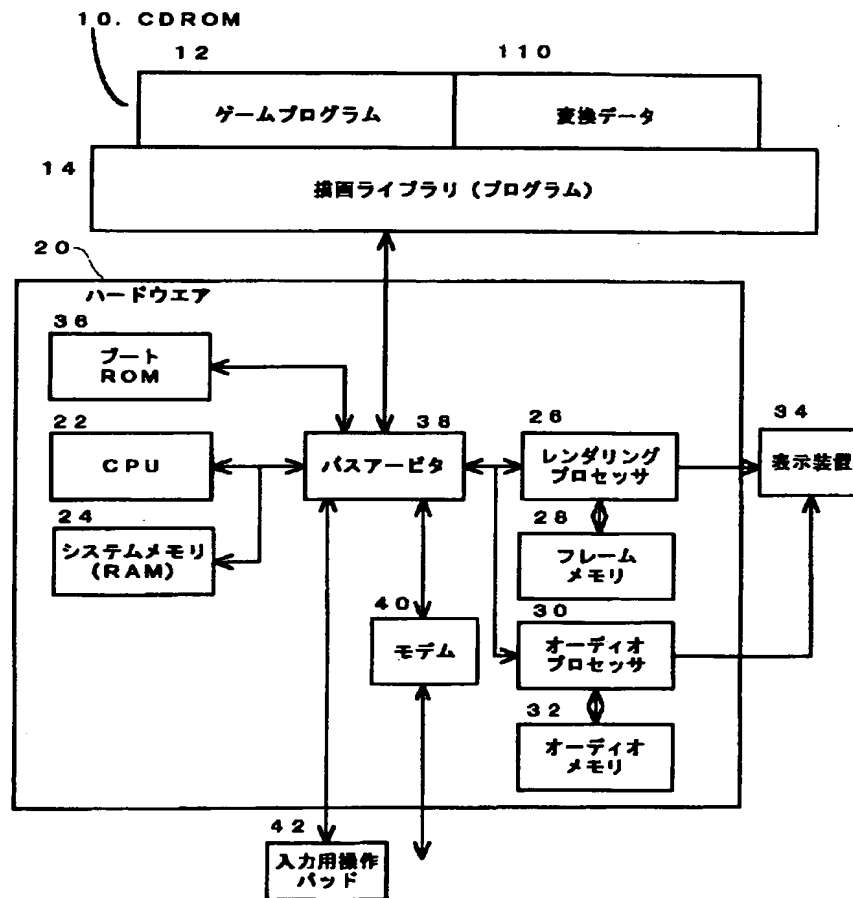 10. CDROM
12
110
ゲームプログラム
変換データ
14
描画ライブラリ(プログラム)
20
ハードウエア
36
ブート
ROM
22
CPU
24
システムメモリ
(RAM)
38
バスアービタ
26
レンダリング
プロセッサ
34
表示装置
28
フレーム
メモリ
40
モデム
30
オーディオ
プロセッサ
32
オーディオ
メモリ
42
入力用操作
パッド